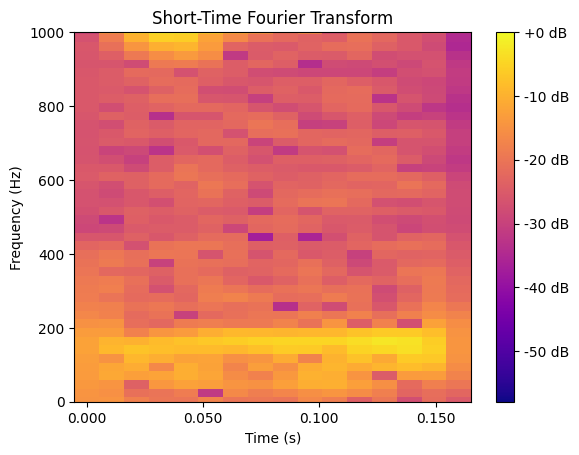 Short-Time Fourier Transform
1000
800
600
400
200
0
Frequency (Hz)
0.000
0.050
0.100
0.150
Time (s)
+0 dB
-10 dB
-20 dB
-30 dB
-40 dB
-50 dB